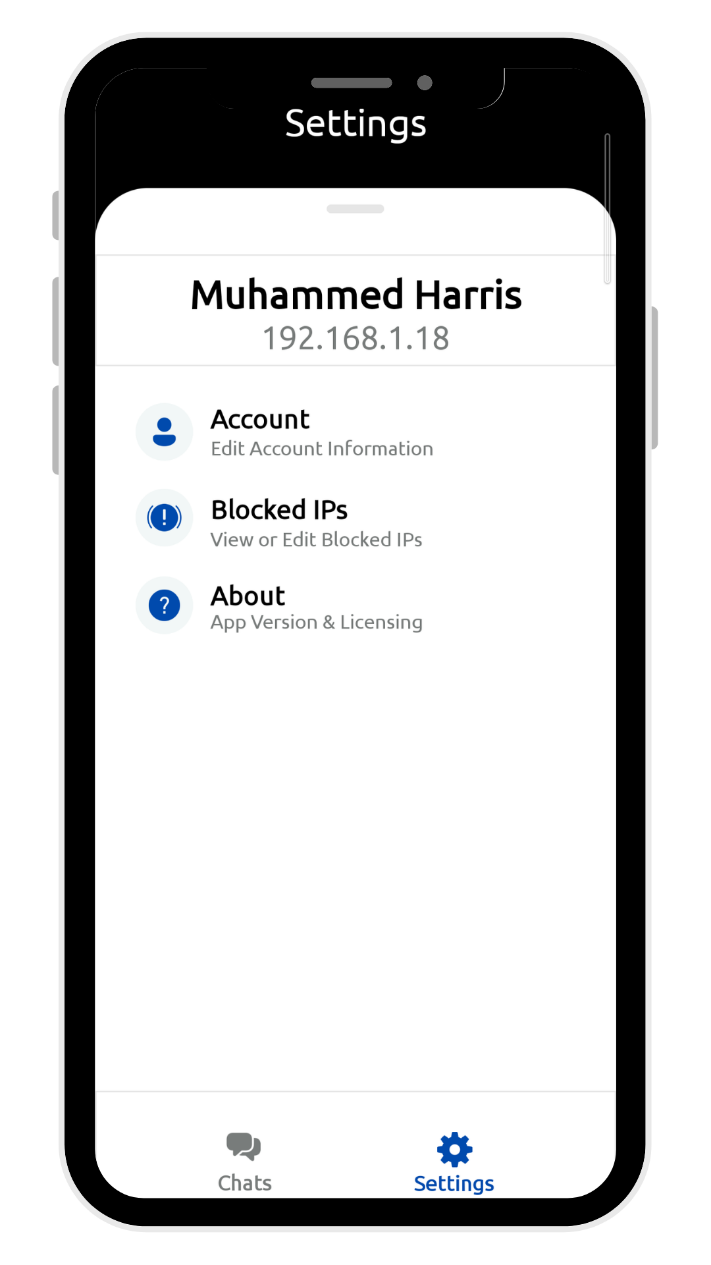 Settings
Muhammed Harris
192.168.1.18
Account
Edit Account Information
Blocked IPs
View or Edit Blocked IPs
?
About
App Version & Licensing
Chats
Settings